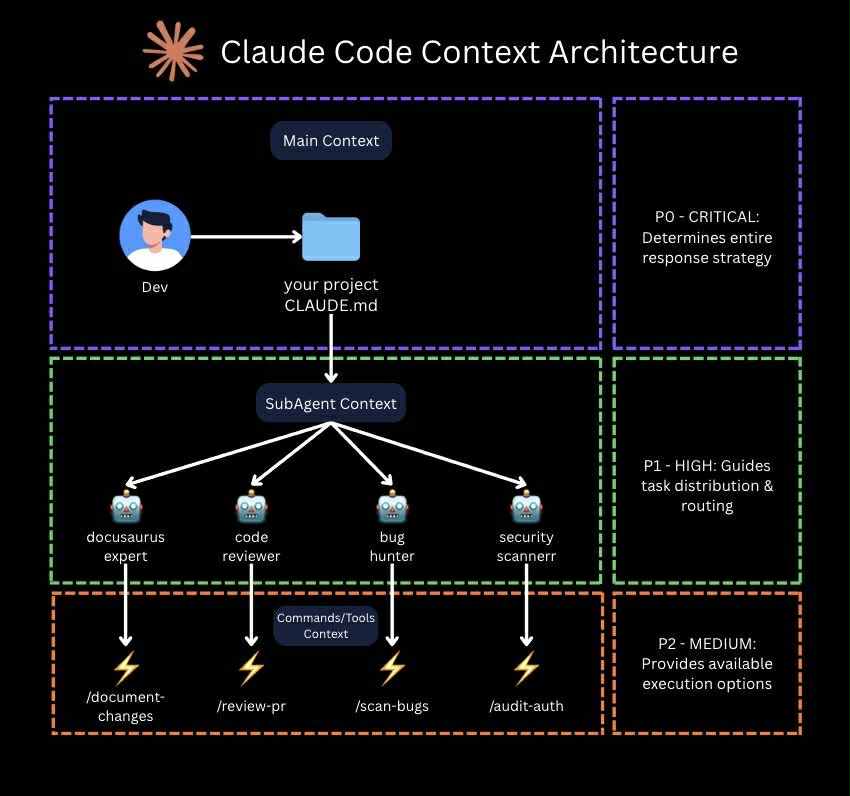 Claude Code Context Architecture
Main Context
Dev
your project
CLAUDE.md
P0 - CRITICAL:
Determines entire
response strategy
SubAgent Context
docusaurus
expert
code
reviewer
bug
hunter
security
scannerr
P1 - HIGH: Guides
task distribution &
routing
Commands/Tools
Context
/document-
changes
/review-pr
/scan-bugs
/audit-auth
P2 - MEDIUM:
Provides available
execution options